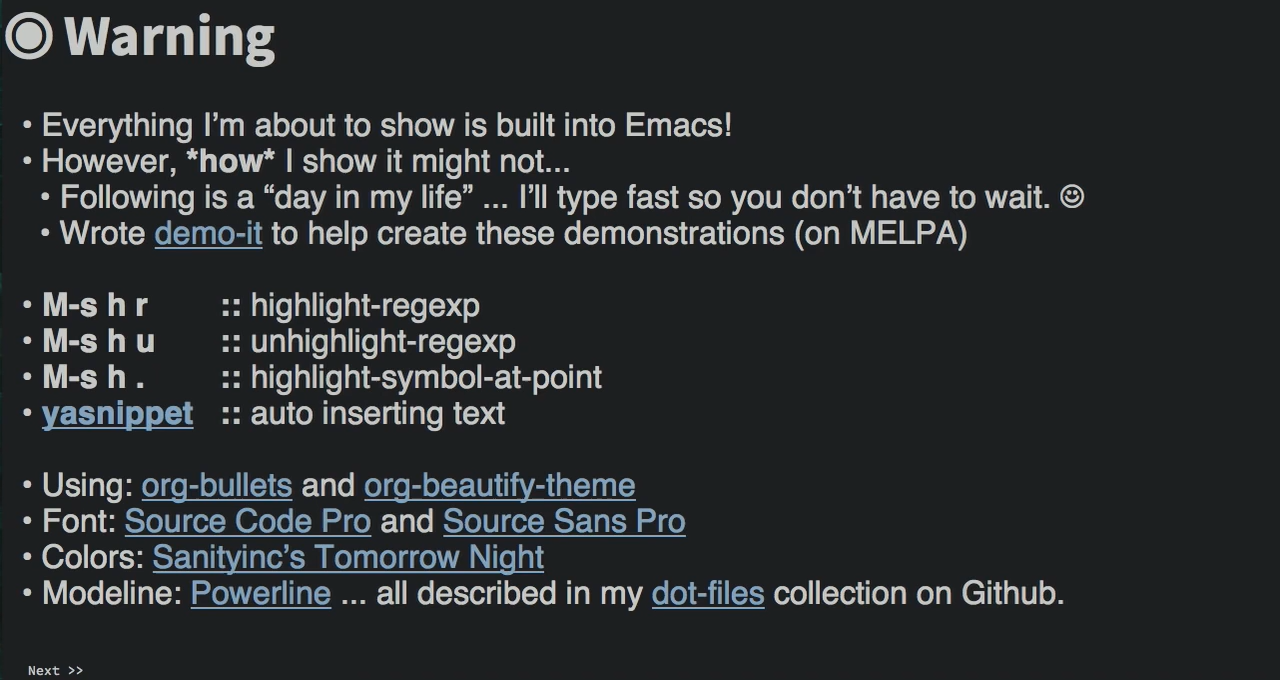 ◉ Warning
• Everything I’m about to show is built into Emacs!
• However, *how* I show it might not...
• Following is a “day in my life” ... I’ll type fast so you don’t have to wait. ☺
• Wrote demo-it to help create these demonstrations (on MELPA)
• M-s h r :: highlight-regexp
• M-s h u :: unhighlight-regexp
• M-s h . :: highlight-symbol-at-point
• yasnippet :: auto inserting text
• Using: org-bullets and org-beautify-theme
• Font: Source Code Pro and Source Sans Pro
• Colors: Sanityinc’s Tomorrow Night
• Modeline: Powerline ... all described in my dot-files collection on Github.
Next >>